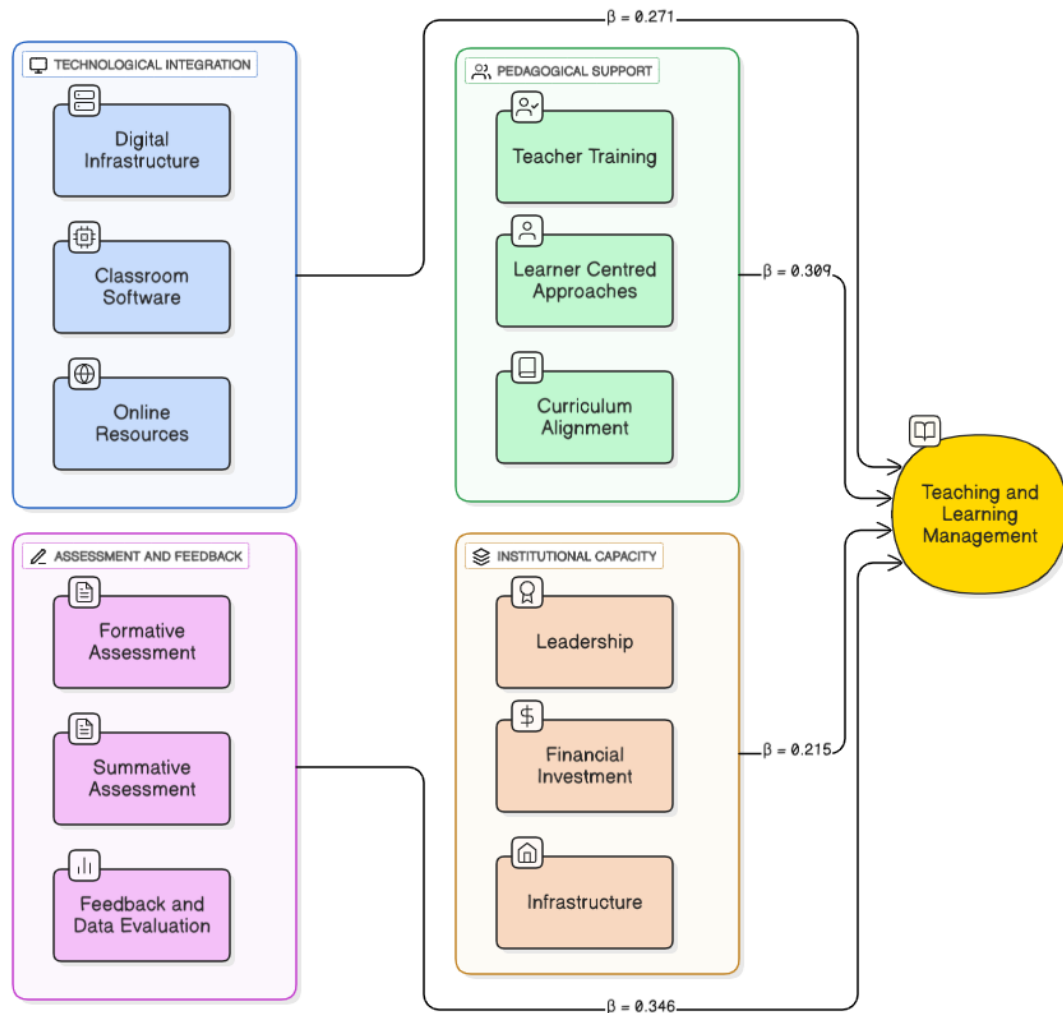 β = 0.271
TECHNOLOGICAL INTEGRATION
Digital
Infrastructure
Classroom
Software
Online
Resources
PEDAGOGICAL SUPPORT
Teacher Training
Learner Centred
Approaches
Curriculum
Alignment
β = 0.309
ASSESSMENT AND FEEDBACK
Formative
Assessment
Summative
Assessment
Feedback and
Data Evaluation
INSTITUTIONAL CAPACITY
Leadership
Financial
Investment
Infrastructure
β = 0.215
β = 0.346
Teaching and
Learning
Management